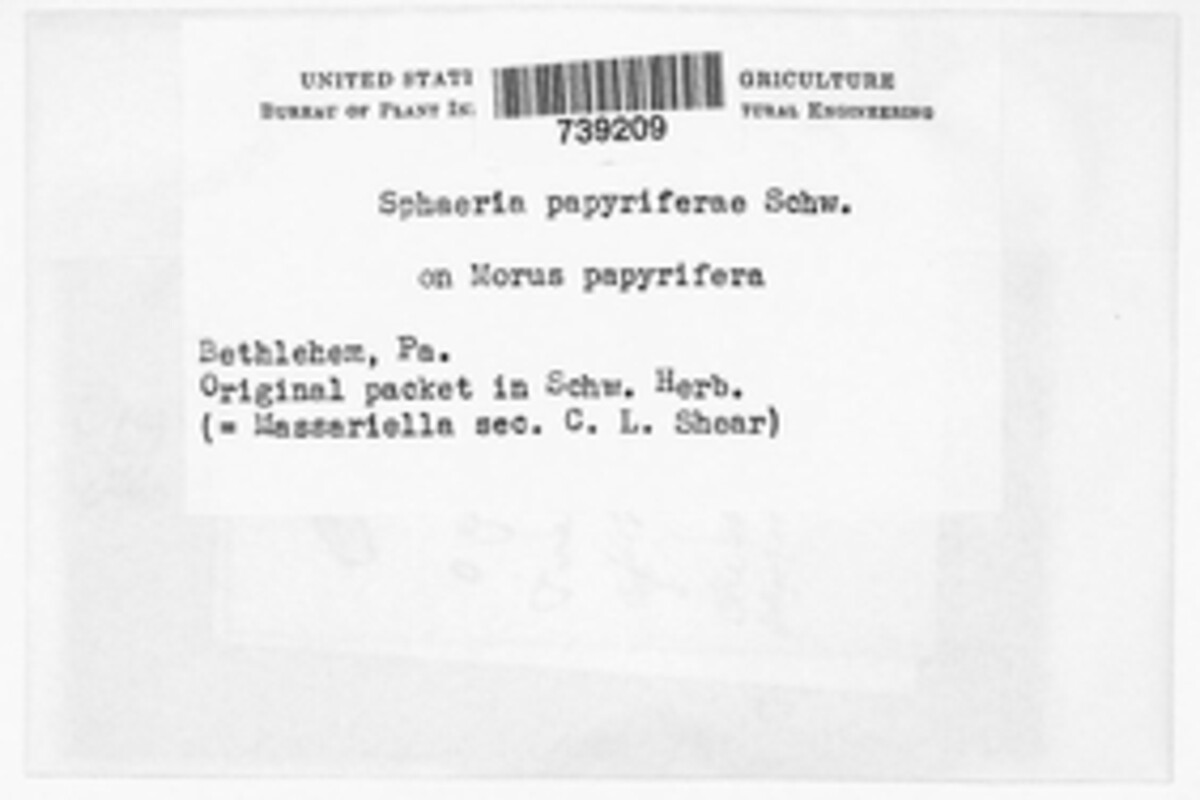 UNITED STATE GRICULTURE
BUREAU OF PLANT IN TURAL ENGINEERING
739209
Sphaeria papyriferae Schw.
on Morus papyrifera
Bethlehem, Pa.
Original packet in Schw. Herb.
(= Massariella sec. C. L. Shear)